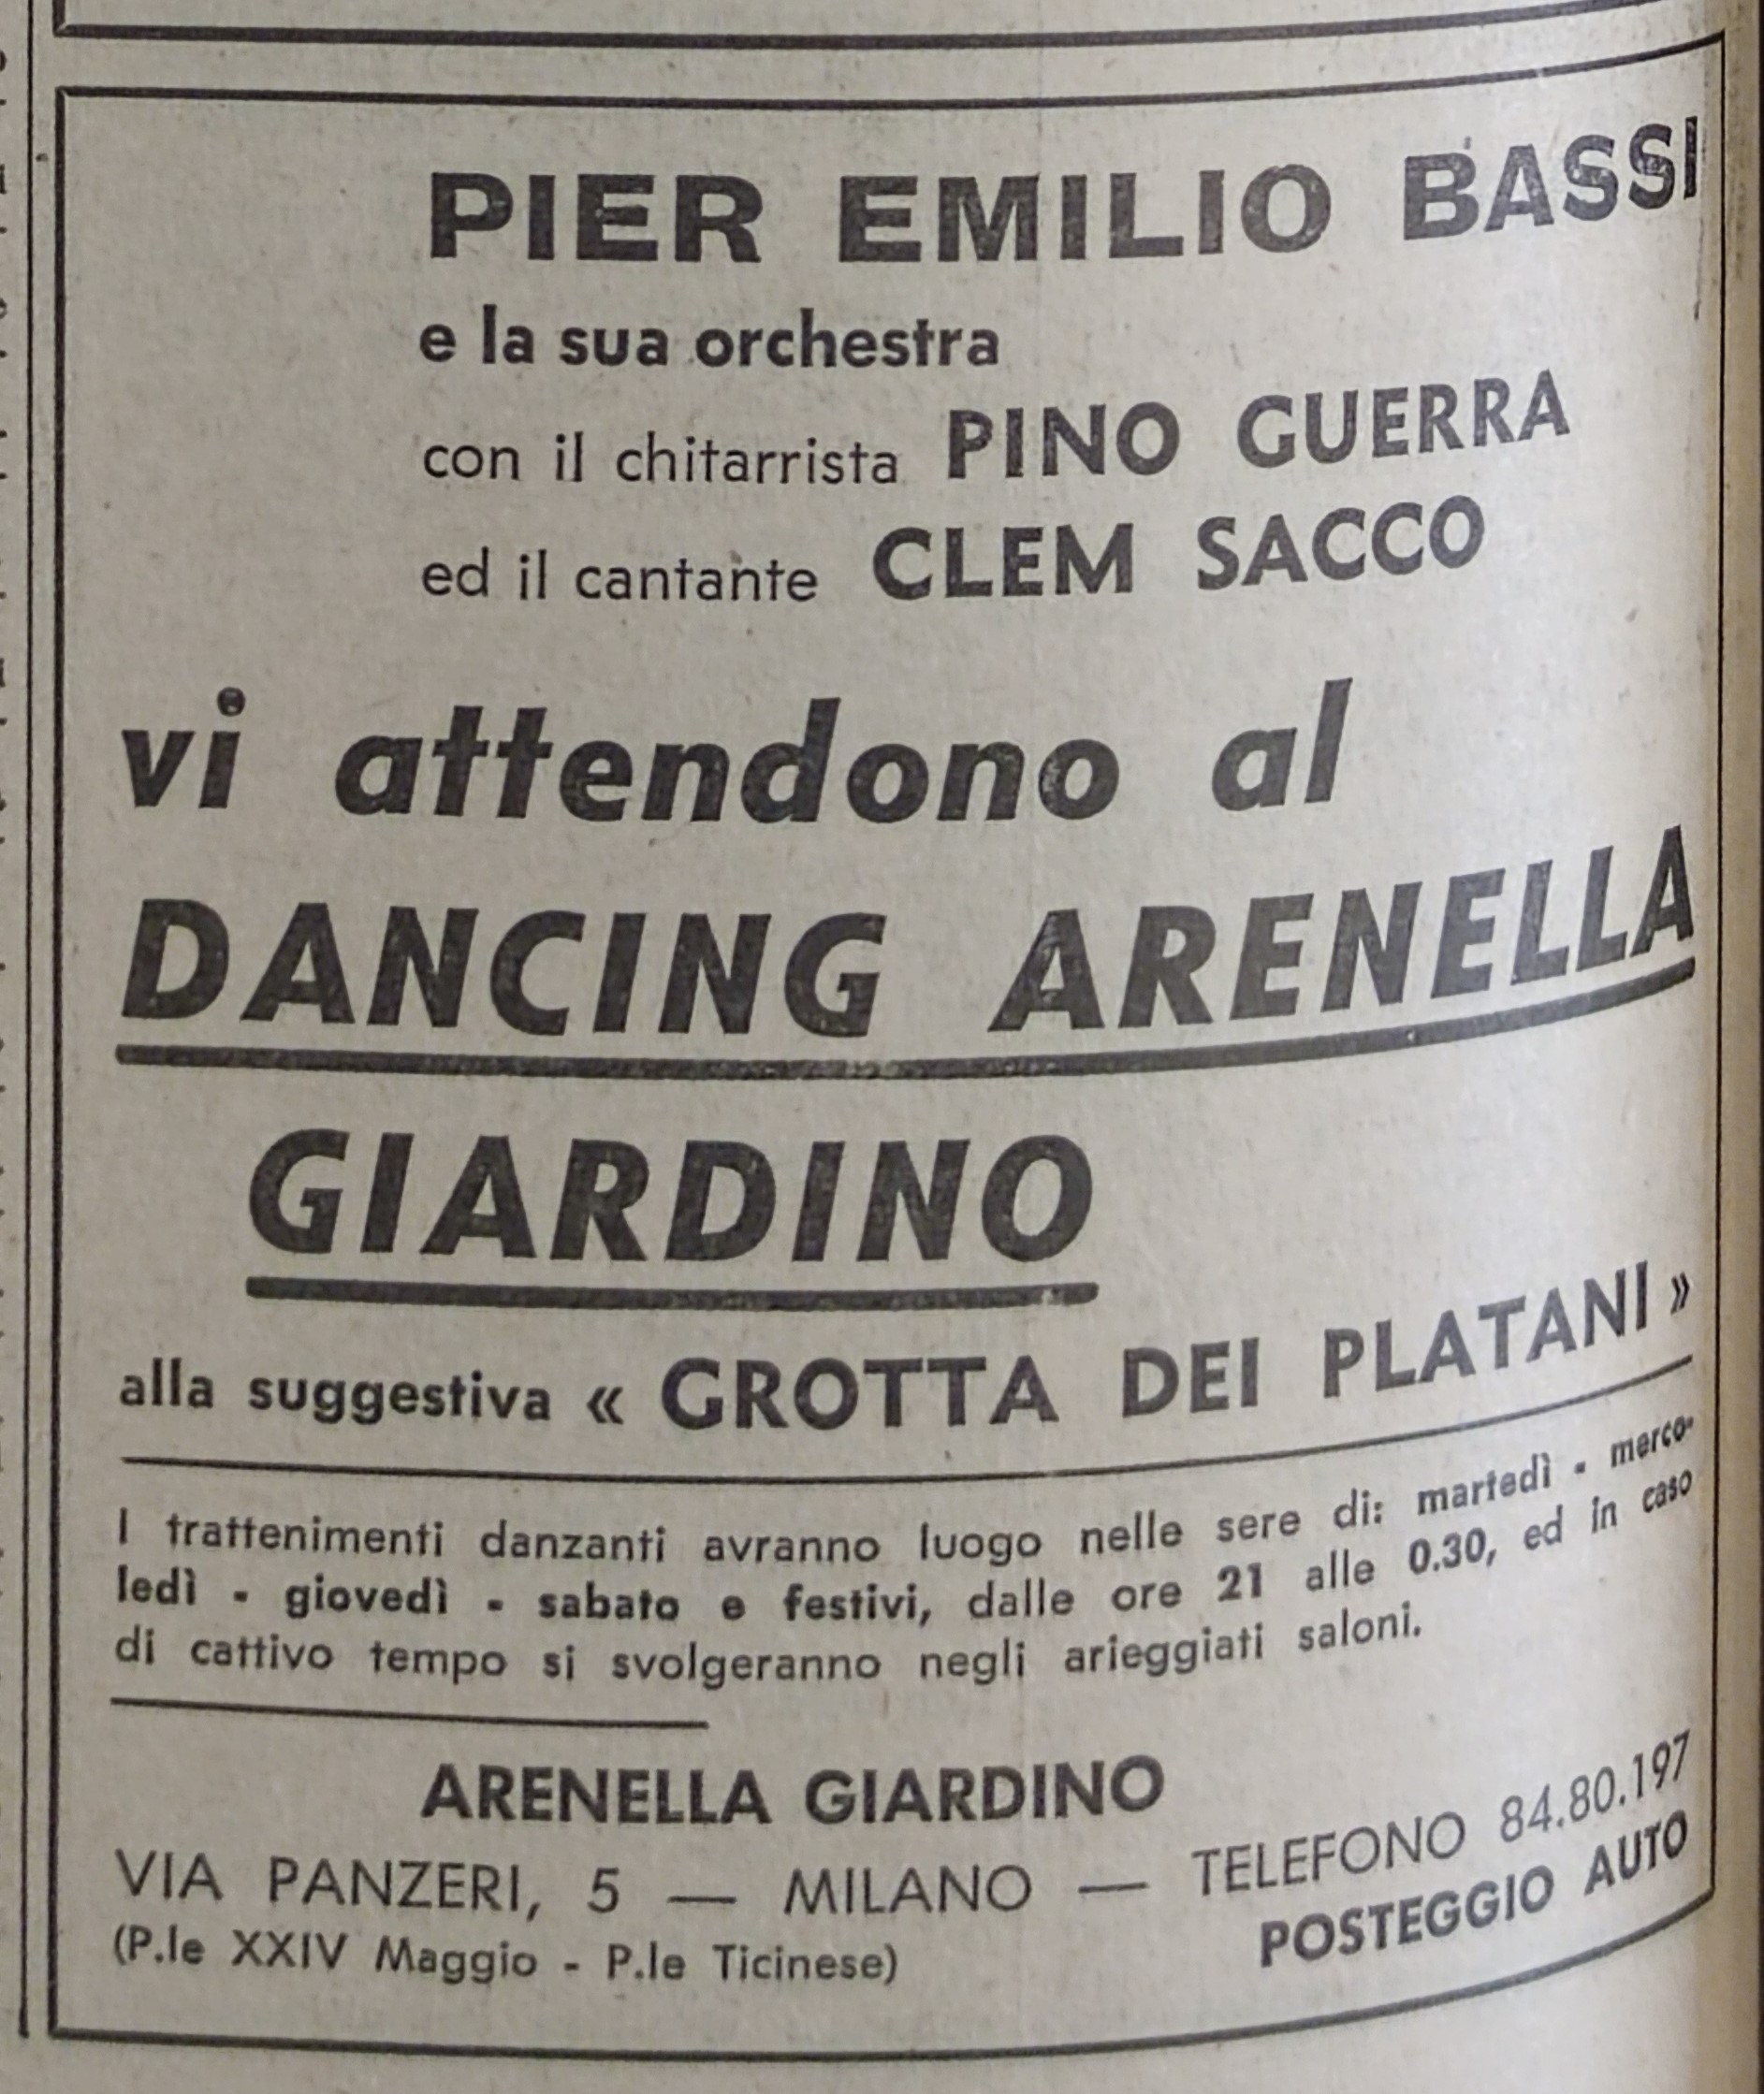 PIER EMILIO BASSI
e la sua orchestra
con il chitarrista PINO GUERRA
ed il cantante CLEM SACCO
vi attendono al
DANCING ARENELLA
GIARDINO
alla suggestiva « GROTTA DEI PLATANI »
I trattenimenti danzanti avranno luogo nelle sere di: martedì - merco-
ledì - giovedì - sabato e festivi, dalle ore 21 alle 0.30, ed in caso
di cattivo tempo si svolgeranno negli arieggiati saloni.
ARENELLA GIARDINO
VIA PANZERI, 5 — MILANO — TELEFONO 84.80.197
(P.le XXIV Maggio - P.le Ticinese) POSTEGGIO AUTO